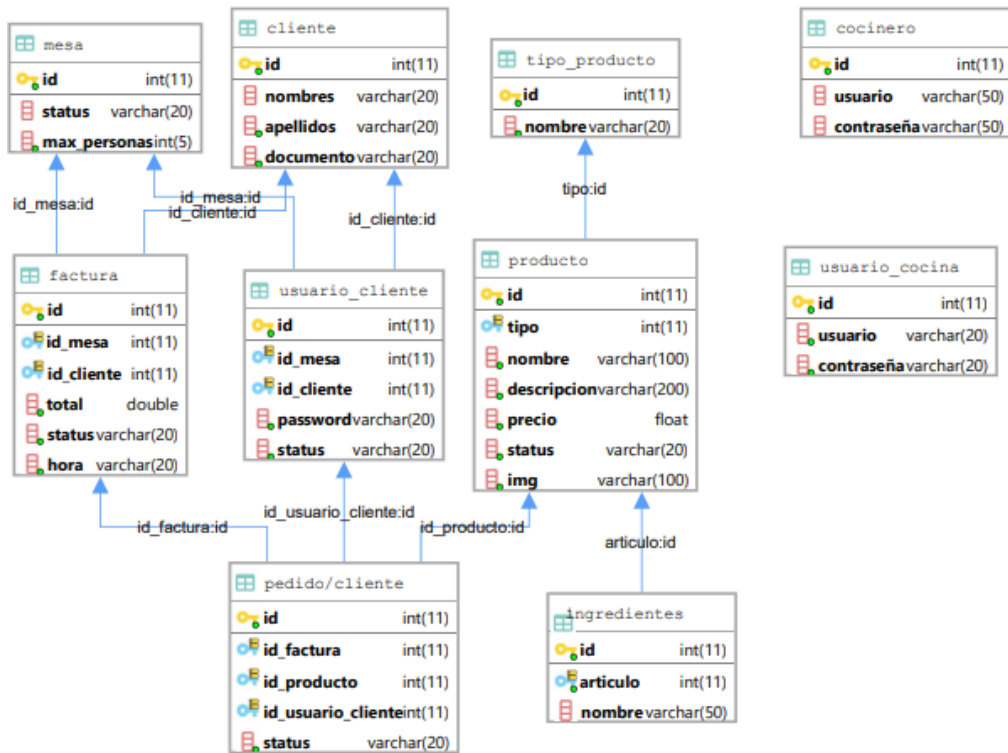 mesa
id int(11)
status varchar(20)
max_personas int(5)
cliente
id int(11)
nombres varchar(20)
apellidos varchar(20)
documento varchar(20)
tipo_producto
id int(11)
nombre varchar(20)
cocinero
id int(11)
usuario varchar(50)
contraseña varchar(50)
id_mesa:id
id_mesa:id
id_cliente:id
id_cliente:id
tipo:id
factura
id int(11)
id_mesa int(11)
id_cliente int(11)
total double
status varchar(20)
hora varchar(20)
usuario_cliente
id int(11)
id_mesa int(11)
id_cliente int(11)
password varchar(20)
status varchar(20)
producto
id int(11)
tipo int(11)
nombre varchar(100)
descripcion varchar(200)
precio float
status varchar(20)
img varchar(100)
usuario_cocina
id int(11)
usuario varchar(20)
contraseña varchar(20)
id_factura:id
id_usuario_cliente:id
id_producto:id
articulo:id
pedido/cliente
id int(11)
id_factura int(11)
id_producto int(11)
id_usuario_cliente int(11)
status varchar(20)
ingredientes
id int(11)
articulo int(11)
nombre varchar(50)